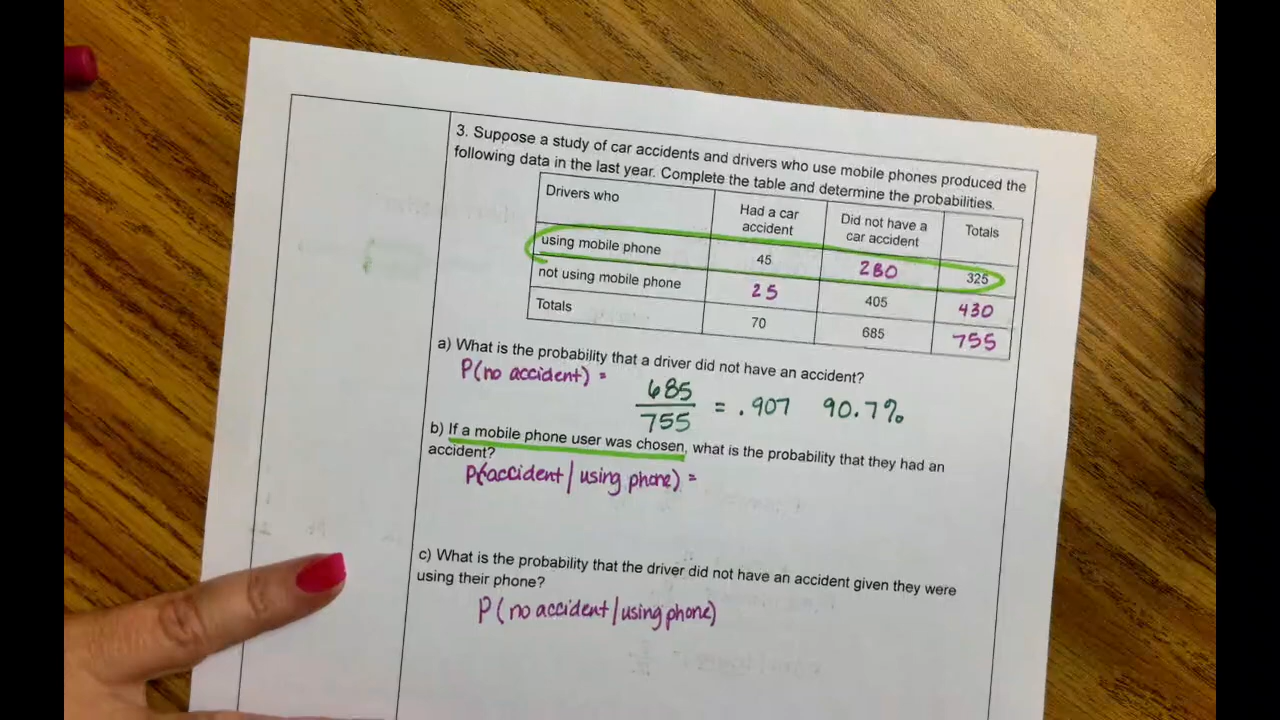 3. Suppose a study of car accidents and drivers who use mobile phones produced the
following data in the last year. Complete the table and determine the probabilities.
Drivers who
Had a car
accident
Did not have a
car accident
Totals
using mobile phone 45 280 325
not using mobile phone 25 405 430
Totals 70 685 755
a) What is the probability that a driver did not have an accident?
P(no accident) = 685/755 = .907 90.7%
b) If a mobile phone user was chosen, what is the probability that they had an
accident?
P(accident | using phone) =
c) What is the probability that the driver did not have an accident given they were
using their phone?
P(no accident | using phone)